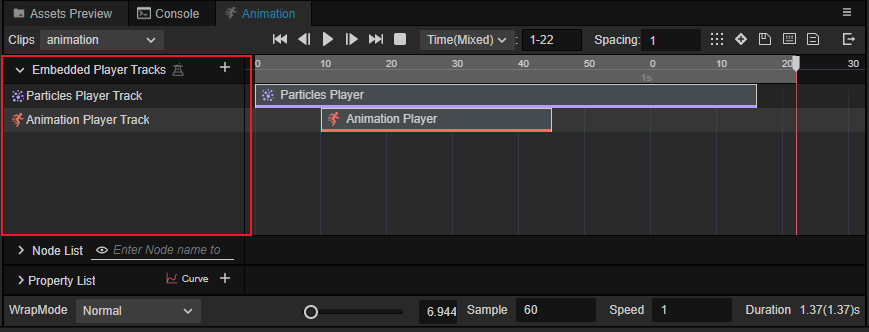 Assets Preview Console Animation
Clips animation Time(Mixed) : 1-22 Spacing: 1
Embedded Player Tracks 0 10 20 30 40 50 0 10 20 30
1s
Particles Player Track Particles Player
Animation Player Track Animation Player
Node List Enter Node name to
Property List Curve
WrapMode Normal 6.944 Sample 60 Speed 1 Duration 1.37(1.37)s